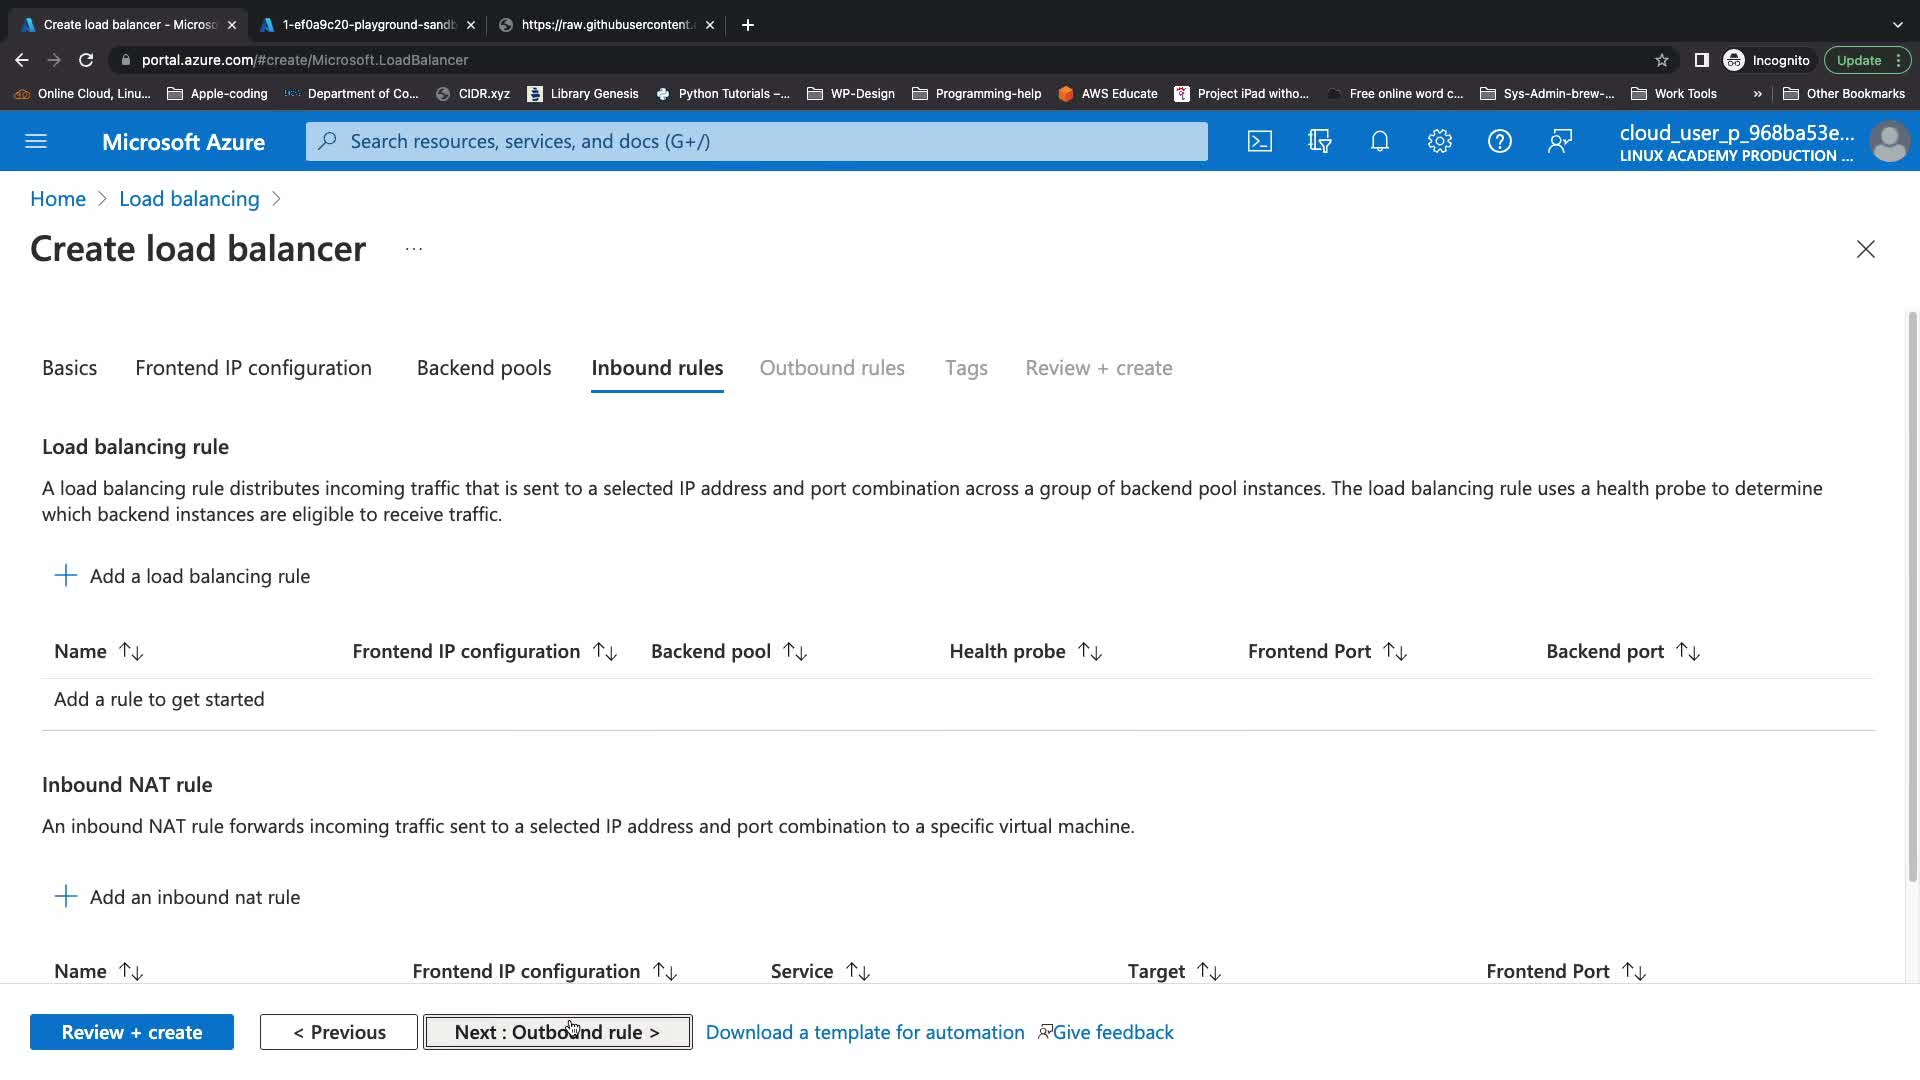 Create load balancer - Microso
1-ef0a9c20-playground-sandb
https://raw.githubusercontent.
portal.azure.com/#create/Microsoft.LoadBalancer
Incognito
Update
Online Cloud, Linu...
Apple-coding
Department of Co...
CIDR.xyz
Library Genesis
Python Tutorials –...
WP-Design
Programming-help
AWS Educate
Project iPad witho...
Free online word c...
Sys-Admin-brew-...
Work Tools
»
Other Bookmarks
Microsoft Azure
Search resources, services, and docs (G+/)
cloud_user_p_968ba53e...
LINUX ACADEMY PRODUCTION ...
Home > Load balancing >
Create load balancer ...
Basics
Frontend IP configuration
Backend pools
Inbound rules
Outbound rules
Tags
Review + create
Load balancing rule
A load balancing rule distributes incoming traffic that is sent to a selected IP address and port combination across a group of backend pool instances. The load balancing rule uses a health probe to determine
which backend instances are eligible to receive traffic.
+ Add a load balancing rule
Name ↑↓ Frontend IP configuration ↑↓ Backend pool ↑↓ Health probe ↑↓ Frontend Port ↑↓ Backend port ↑↓
Add a rule to get started
Inbound NAT rule
An inbound NAT rule forwards incoming traffic sent to a selected IP address and port combination to a specific virtual machine.
+ Add an inbound nat rule
Name ↑↓ Frontend IP configuration ↑↓ Service ↑↓ Target ↑↓ Frontend Port ↑↓
Review + create
< Previous
Next : Outbound rule >
Download a template for automation
Give feedback